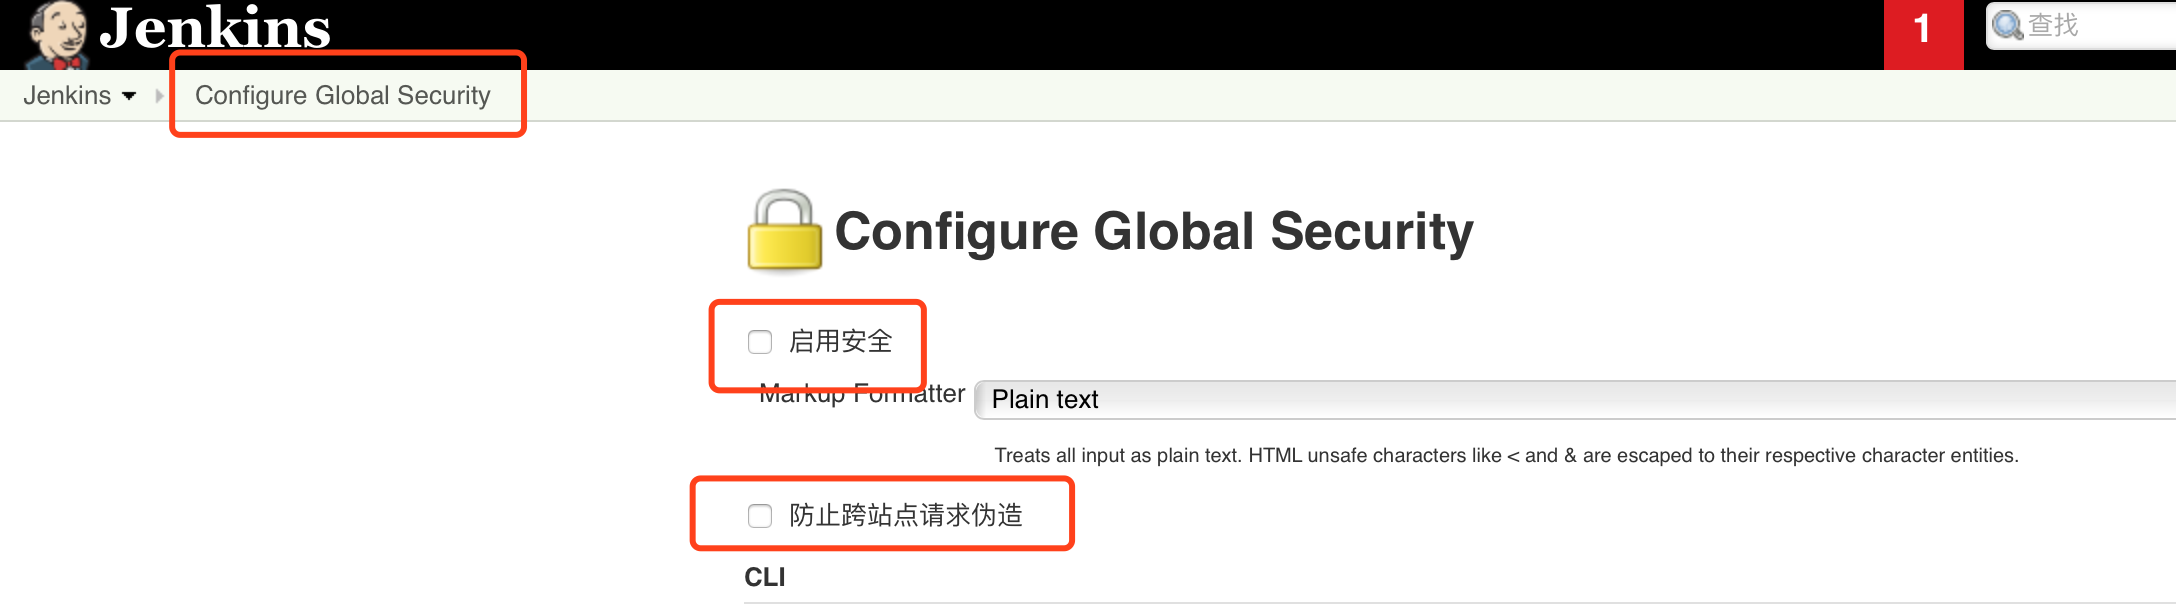 Jenkins
1
查找
Jenkins
Configure Global Security
Configure Global Security
启用安全
Markup Formatter
Plain text
Treats all input as plain text. HTML unsafe characters like < and & are escaped to their respective character entities.
防止跨站点请求伪造
CLI